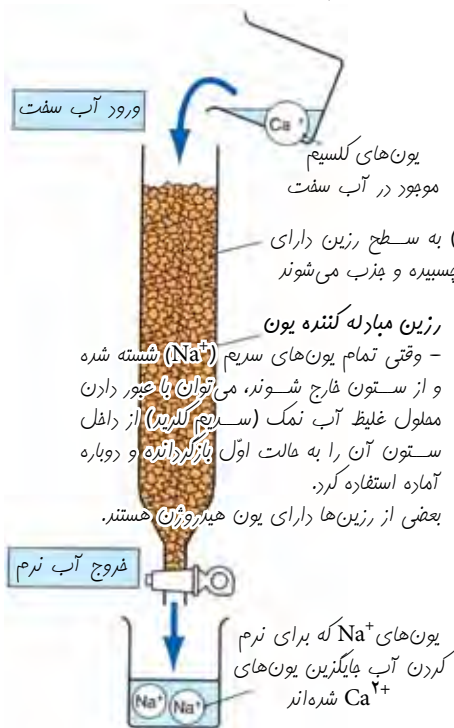 ورود آب سخت
Ca
یون‌های کلسیم
موجود در آب سخت
) به سطح رزین دارای
چسبیده و جزب می‌شوند
رزین مبادله کننده یون
– وقتی تمام یون‌های سریم (Na⁺) شسته شده
و از ستون خارج شوند، می‌توان با عبور دادن
محلول غلیظ آب نمک (سریم کلرید) از داخل
ستون آن را به حالت اوّل بازگردانده و دوباره
آماده استفاده کرد.
بعضی از رزین‌ها دارای یون هیدروژن هستند.
خروج آب نرم
یون‌های Na⁺ که برای نرم
کردن آب جایگزین یون‌های
Ca²⁺ شده‌اند
Na⁺ Na⁺